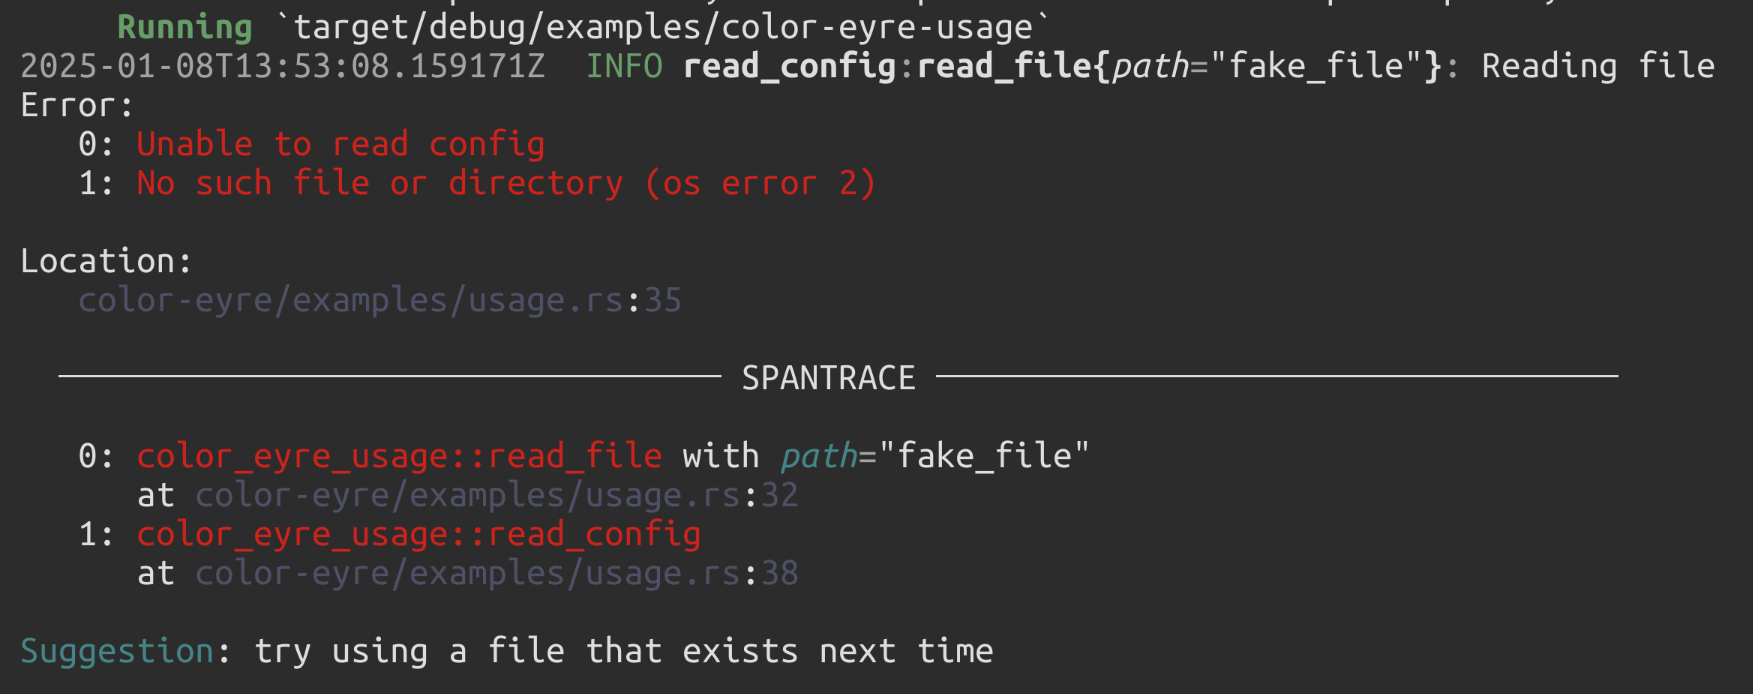 Running `target/debug/examples/color-eyre-usage`
2025-01-08T13:53:08.159171Z  INFO read_config:read_file{path="fake_file"}: Reading file
Error:
   0: Unable to read config
   1: No such file or directory (os error 2)
Location:
   color-eyre/examples/usage.rs:35
SPANTRACE
   0: color_eyre_usage::read_file with path="fake_file"
      at color-eyre/examples/usage.rs:32
   1: color_eyre_usage::read_config
      at color-eyre/examples/usage.rs:38
Suggestion: try using a file that exists next time